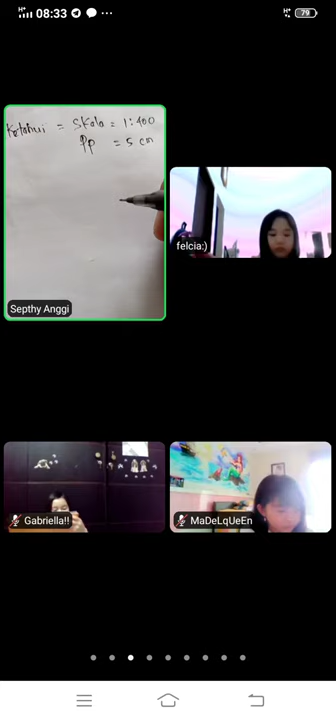 H+ 08:33 79
Ketahui = Skala = 1:400
Pp = 5 cm
felcia:)
Septhy Anggi
Gabriella!!
MaDeLqUeEn